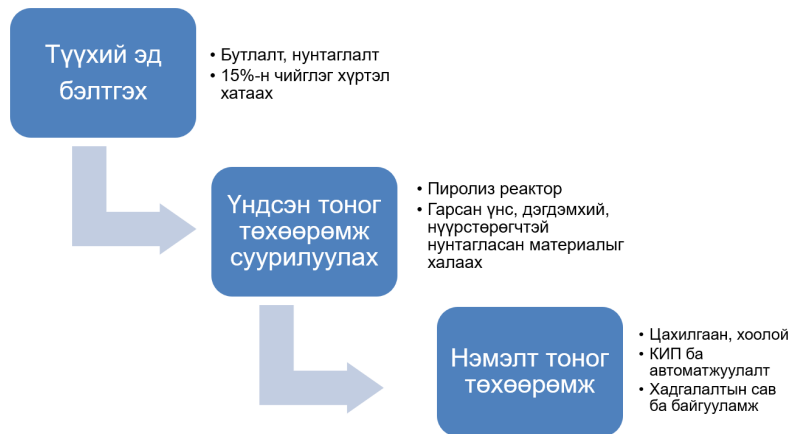 Түүхий эд
бэлтгэх
• Бутлалт, нунтаглалт
• 15%-н чийглэг хүртэл
хатаах
Үндсэн тоног
төхөөрөмж
суурилуулах
• Пиролиз реактор
• Гарсан үнс, дэгдэмхий,
нүүрстөрөгчтэй
нунтагласан материалыг
халаах
Нэмэлт тоног
төхөөрөмж
• Цахилгаан, хоолой
• КИП ба
автоматжуулалт
• Хадгалалтын сав
ба байгууламж